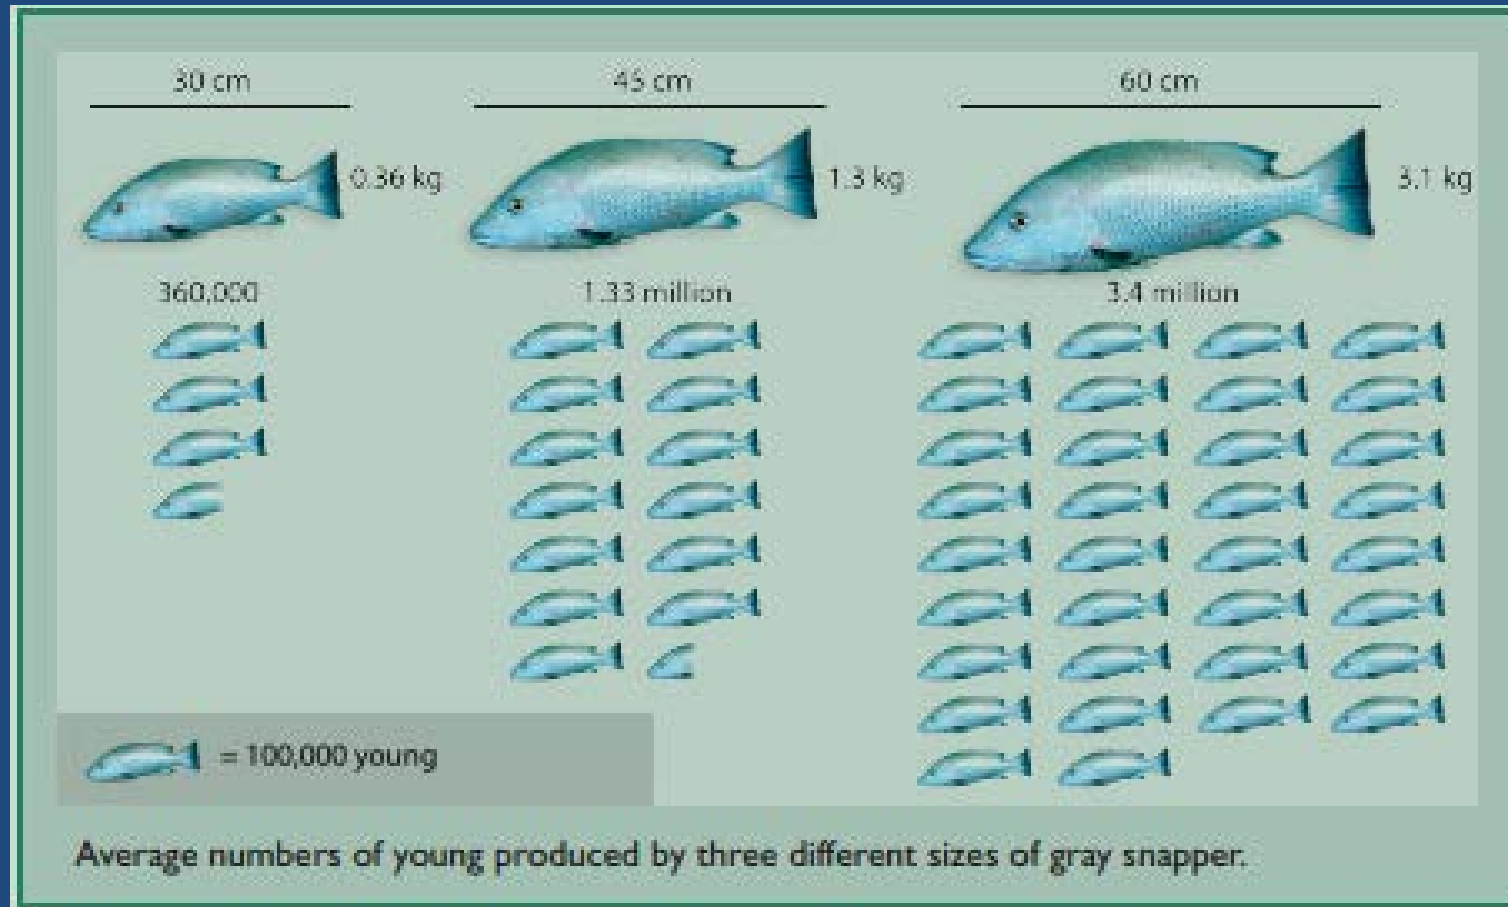 30 cm
45 cm
60 cm
0.36 kg
1.3 kg
3.1 kg
360,000
1.33 million
3.4 million
= 100,000 young
Average numbers of young produced by three different sizes of gray snapper.